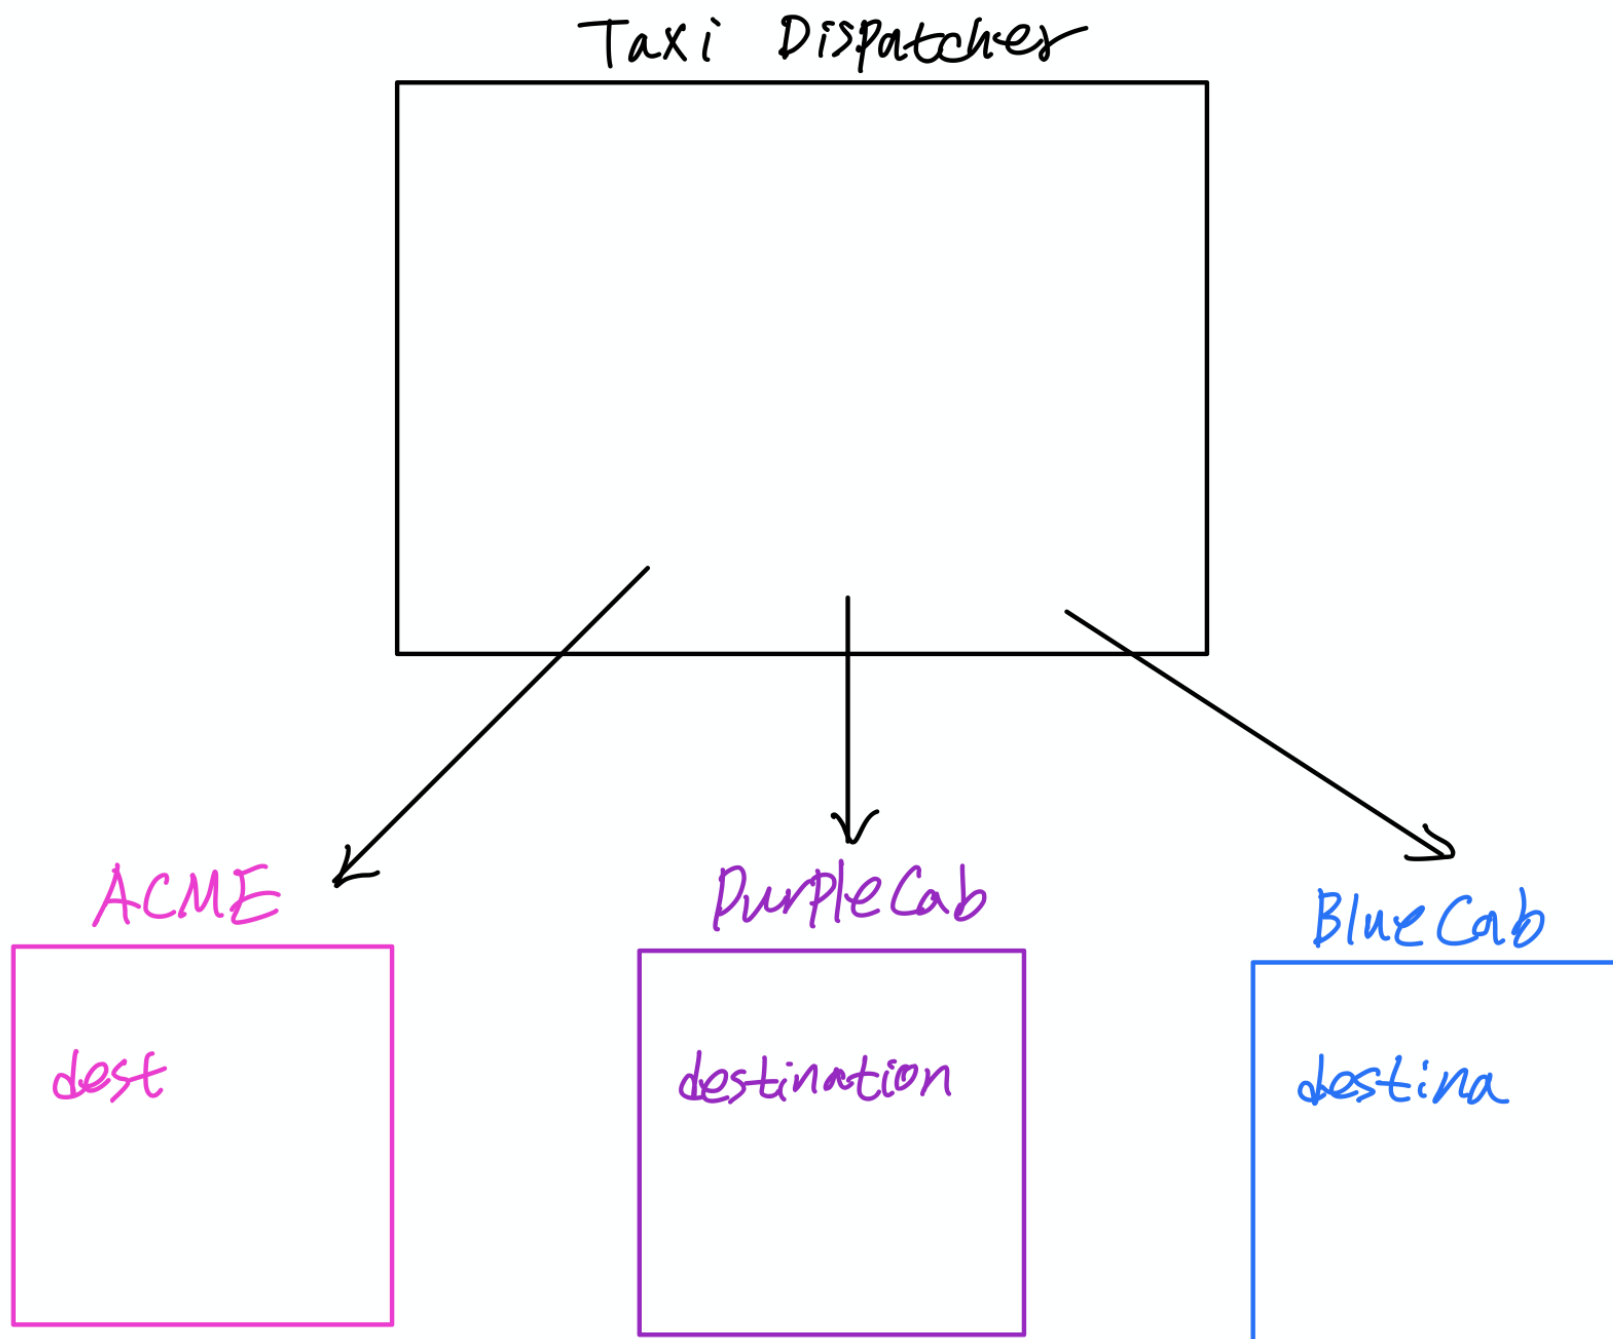 Taxi Dispatcher
ACME
PurpleCab
BlueCab
dest
destination
destina